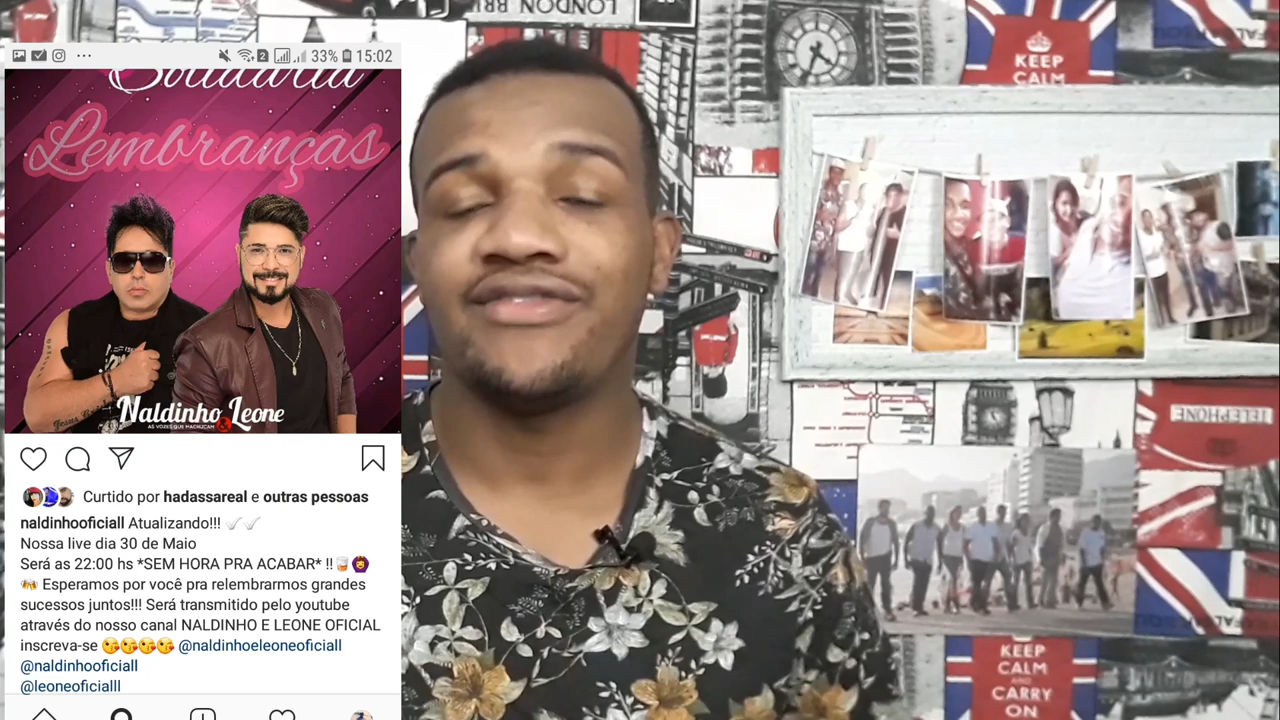 33% 15:02
Solidária
Lembranças
Naldinho & Leone
AS VOZES QUE MACHUCAM
Curtido por hadassareal e outras pessoas
naldinhooficiall Atualizando!!!
Nossa live dia 30 de Maio
Será as 22:00 hs *SEM HORA PRA ACABAR* !!
Esperamos por você pra relembrarmos grandes
sucessos juntos!!! Será transmitido pelo youtube
através do nosso canal NALDINHO E LEONE OFICIAL
inscreva-se 😘😘😘😘 @naldinhoeleoneoficiall
@naldinhooficiall
@leoneoficialll
LONDON
KEEP
CALM
TELEPHONE
KEEP
CALM
AND
CARRY
ON